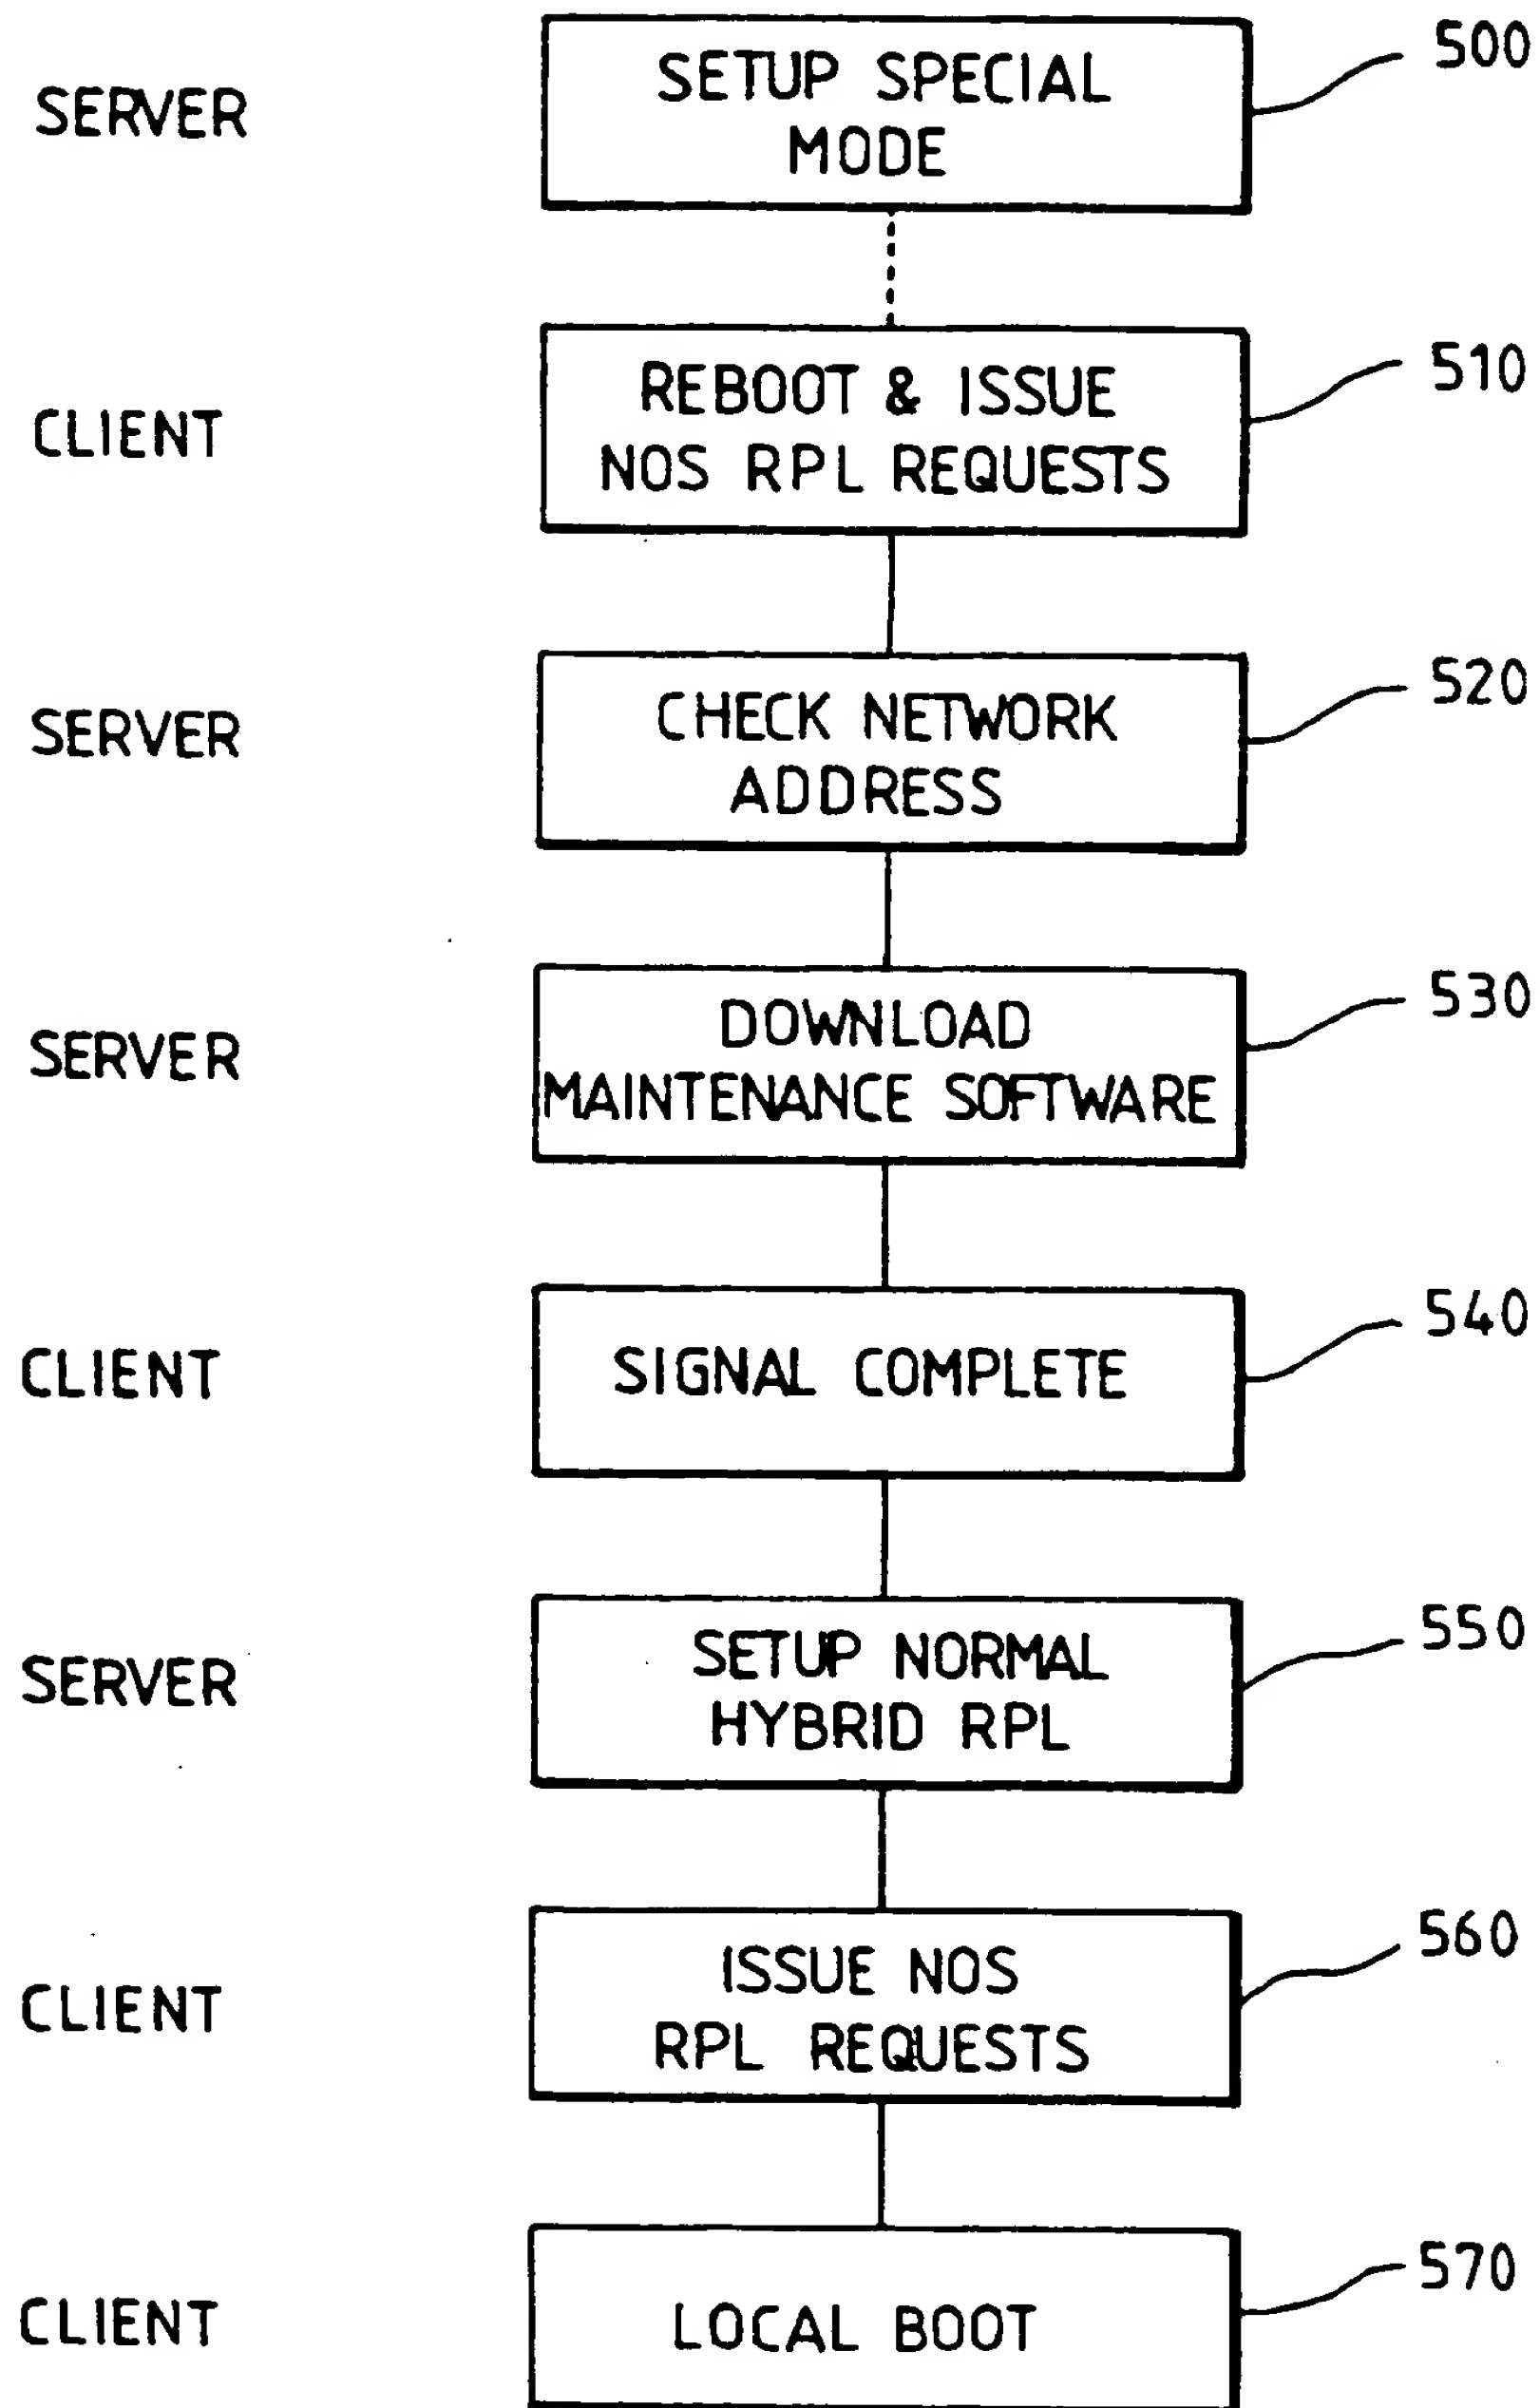 SERVER
SETUP SPECIAL
MODE
500
CLIENT
REBOOT & ISSUE
NOS RPL REQUESTS
510
SERVER
CHECK NETWORK
ADDRESS
520
SERVER
DOWNLOAD
MAINTENANCE SOFTWARE
530
CLIENT
SIGNAL COMPLETE
540
SERVER
SETUP NORMAL
HYBRID RPL
550
CLIENT
ISSUE NOS
RPL REQUESTS
560
CLIENT
LOCAL BOOT
570